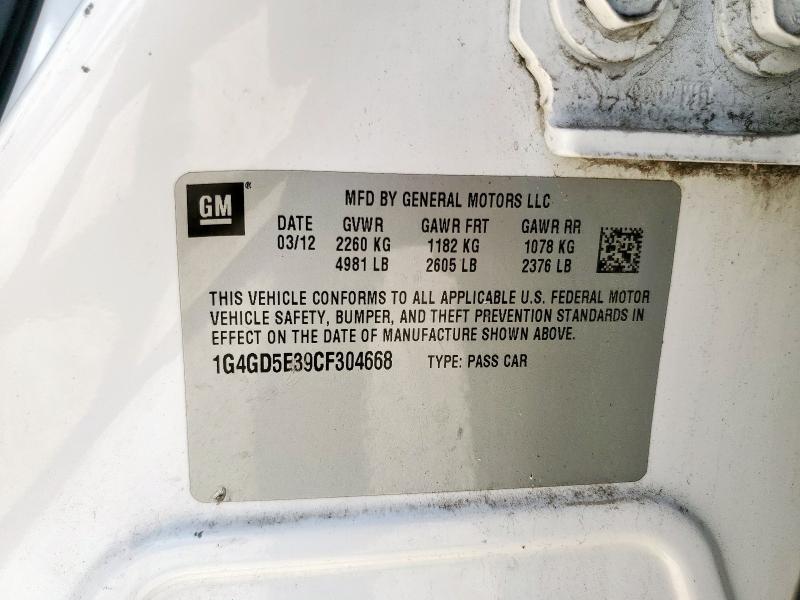 GM®
MFD BY GENERAL MOTORS LLC
DATE GVWR GAWR FRT GAWR RR
03/12 2260 KG 1182 KG 1078 KG
4981 LB 2605 LB 2376 LB
THIS VEHICLE CONFORMS TO ALL APPLICABLE U.S. FEDERAL MOTOR
VEHICLE SAFETY, BUMPER, AND THEFT PREVENTION STANDARDS IN
EFFECT ON THE DATE OF MANUFACTURE SHOWN ABOVE.
1G4GD5E39CF304668 TYPE: PASS CAR